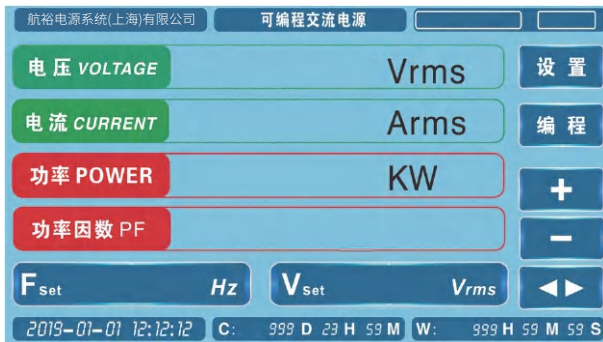 航裕电源系统(上海)有限公司 可编程交流电源
电压 VOLTAGE Vrms 设置
电流 CURRENT Arms 编程
功率 POWER KW
+
功率因数 PF
−
F Set Hz V Set Vrms ◀▶
2019-01-01 12:12:12 C: 999 D 23 H 59 M W: 999 H 59 M 59 S